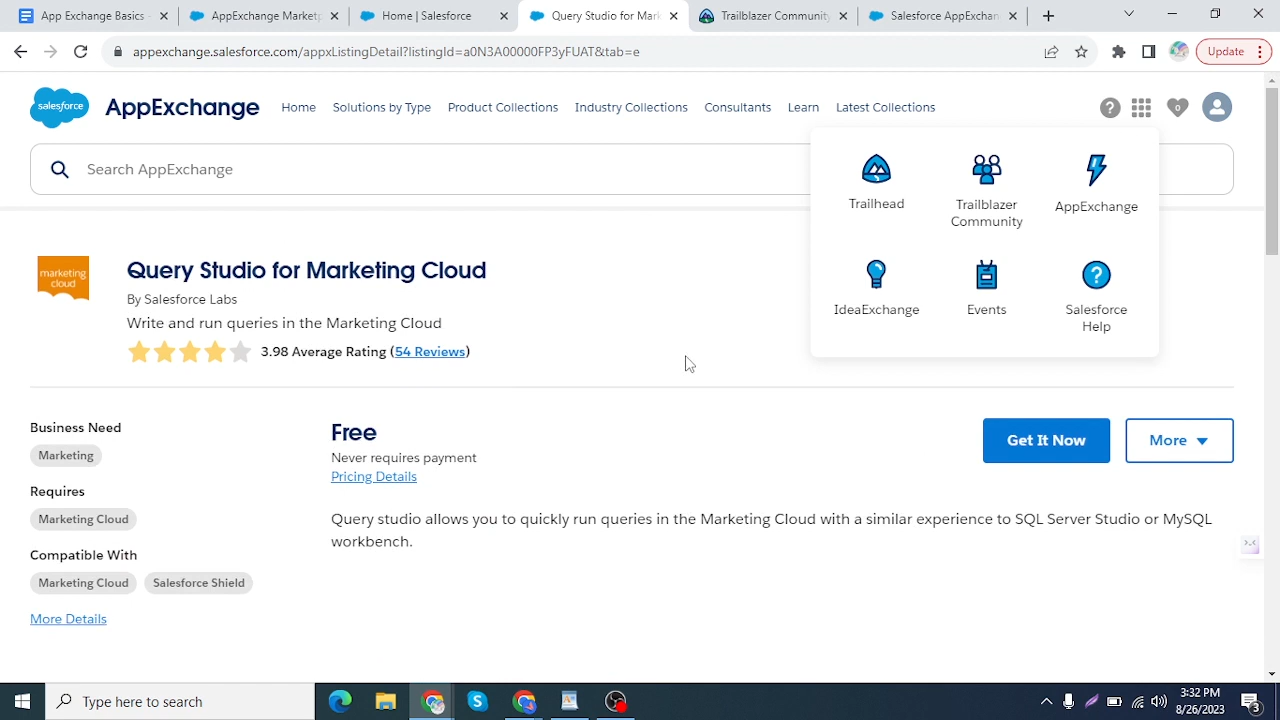 App Exchange Basics
AppExchange Mark
Home | Salesforce
Query Studio for Mar
Trailblazer Community
Salesforce AppExchan
appexchange.salesforce.com/appxListingDetail?listingId=a0N3A00000FP3yFUAT&tab=e
Update
salesforce
AppExchange
Home
Solutions by Type
Product Collections
Industry Collections
Consultants
Learn
Latest Collections
0
Search AppExchange
Trailhead
Trailblazer
Community
AppExchange
IdeaExchange
Events
Salesforce
Help
marketing
cloud
Query Studio for Marketing Cloud
By Salesforce Labs
Write and run queries in the Marketing Cloud
3.98 Average Rating (54 Reviews)
Business Need
Marketing
Requires
Marketing Cloud
Compatible With
Marketing Cloud
Salesforce Shield
More Details
Free
Never requires payment
Pricing Details
Get It Now
More
Query studio allows you to quickly run queries in the Marketing Cloud with a similar experience to SQL Server Studio or MySQL
workbench.
Type here to search
3:32 PM
8/26/2023
3